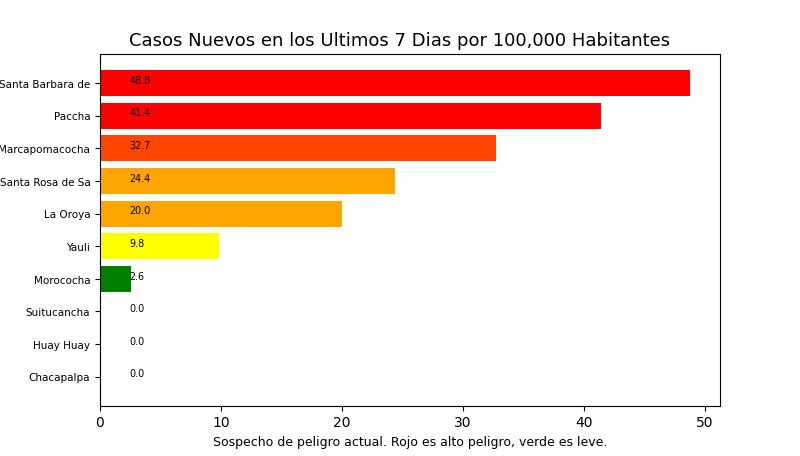 Casos Nuevos en los Ultimos 7 Dias por 100,000 Habitantes
Santa Barbara de 48.8
Paccha 41.4
Marcapomacocha 32.7
Santa Rosa de Sa 24.4
La Oroya 20.0
Yauli 9.8
Morococha 2.6
Suitucancha 0.0
Huay Huay 0.0
Chacapalpa 0.0
0 10 20 30 40 50
Sospecho de peligro actual. Rojo es alto peligro, verde es leve.